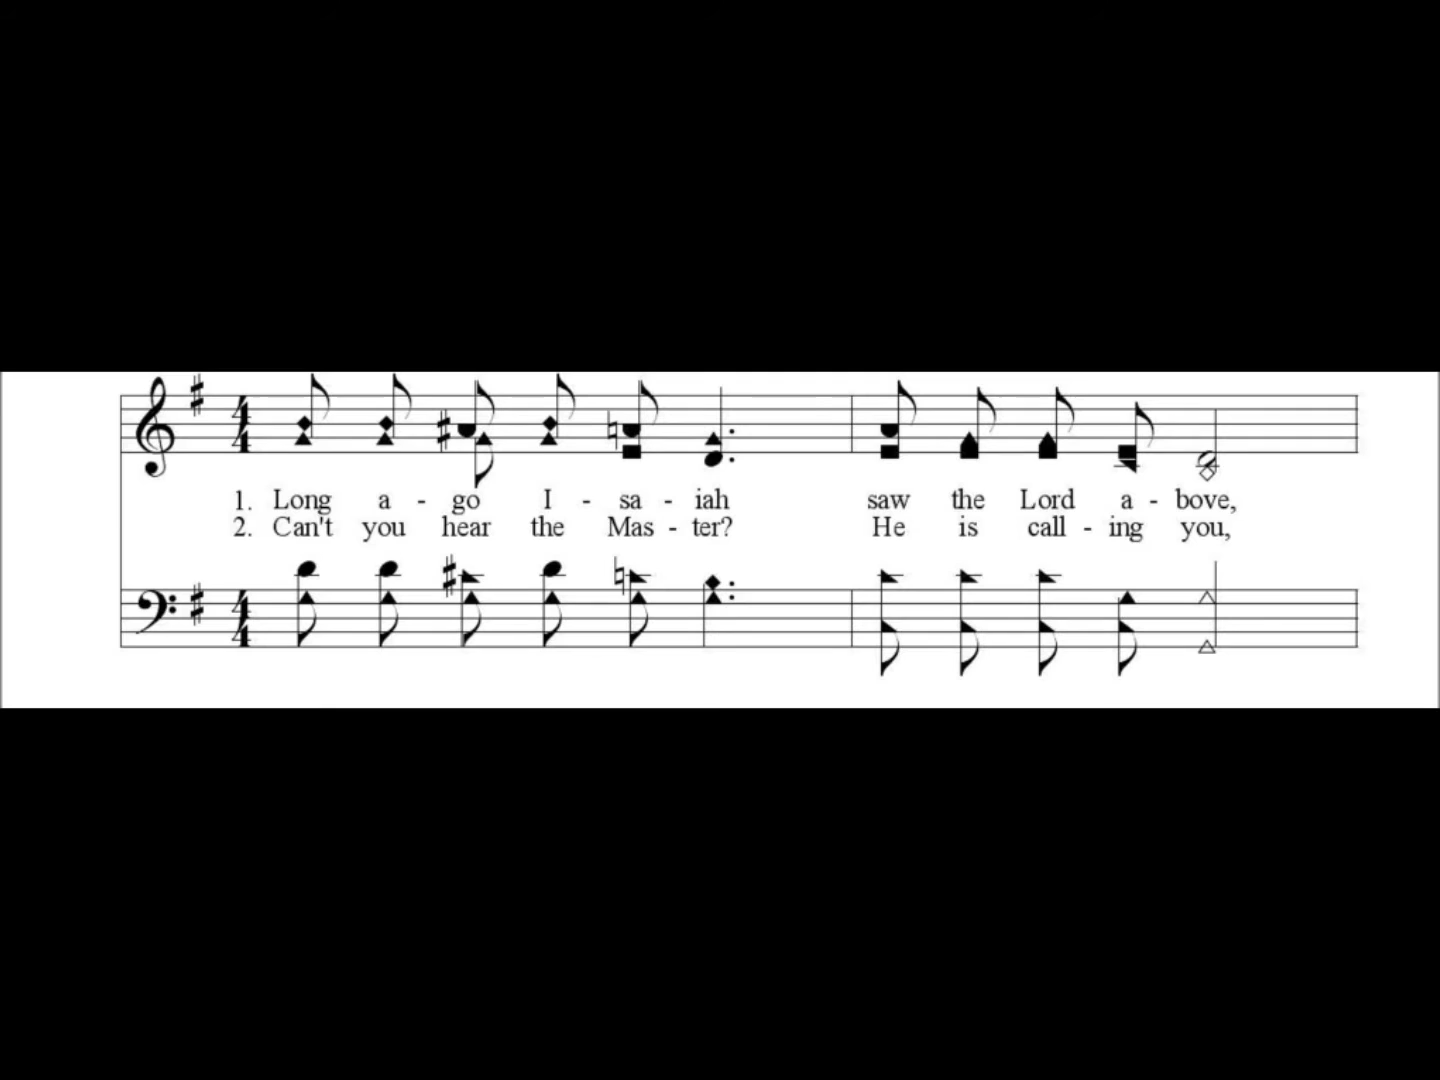 1. Long a - go I - sa - iah saw the Lord a - bove,
2. Can't you hear the Mas - ter? He is call - ing you,